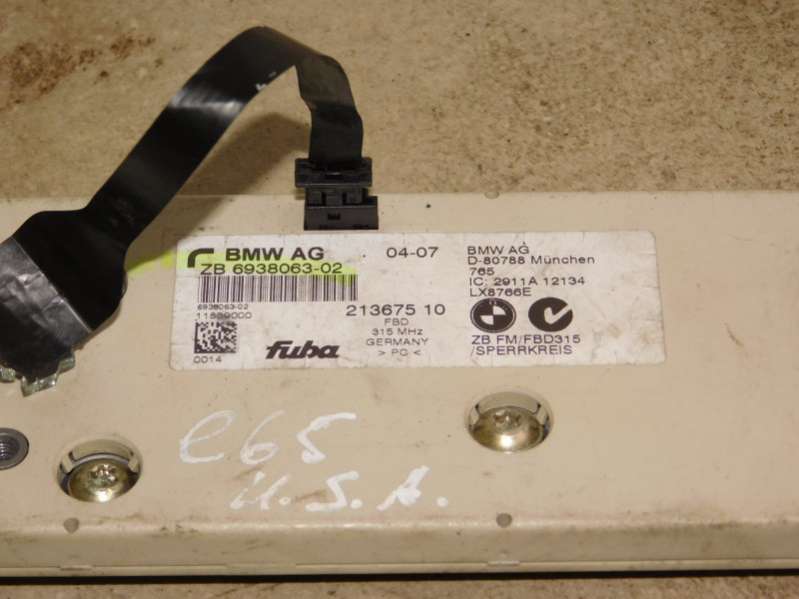 BMW AG 04-07
ZB 6938063-02
6938063-02
11539000
0014
fuba
213675 10
FBD
315 MHz
GERMANY
> PC <
BMW AG
D-80788 München
765
IC: 2911A 12134
LX8766E
ZB FM/FBD315
/SPERRKREIS
e65
U.S.A.